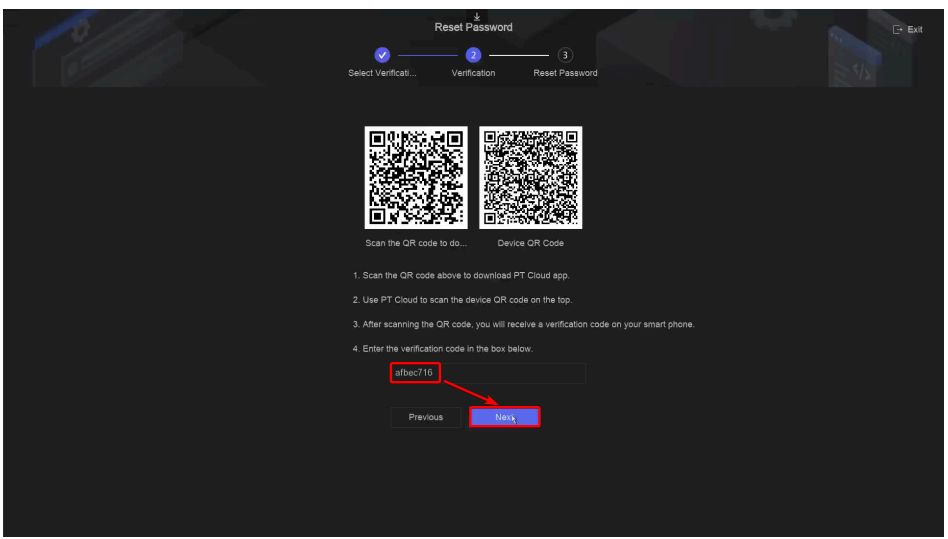 Reset Password
Exit
2
3
Select Verificati...
Verification
Reset Password
Scan the QR code to do...
Device QR Code
1. Scan the QR code above to download PT Cloud app.
2. Use PT Cloud to scan the device QR code on the top.
3. After scanning the QR code, you will receive a verification code on your smart phone.
4. Enter the verification code in the box below.
afbec716
Previous
Next